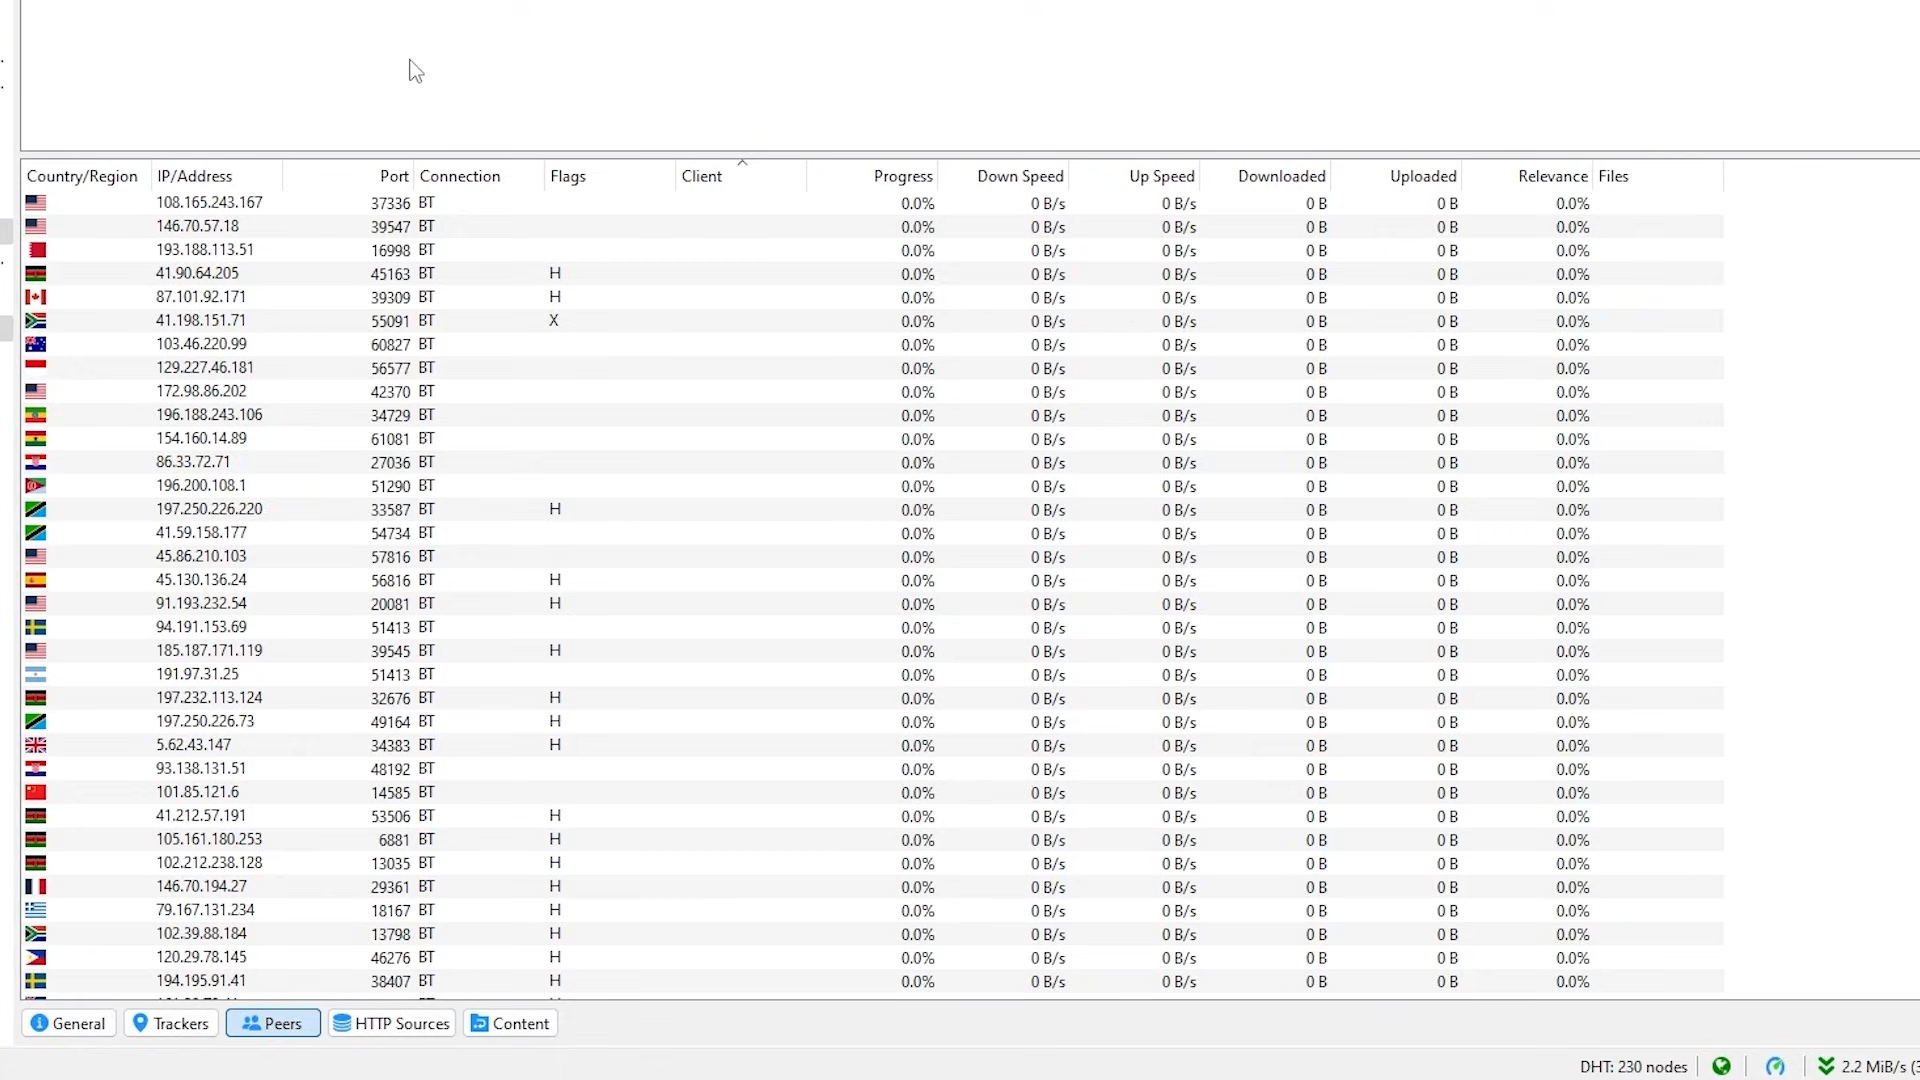 Country/Region IP/Address Port Connection Flags Client Progress Down Speed Up Speed Downloaded Uploaded Relevance Files
108.165.243.167 37336 BT 0.0% 0 B/s 0 B/s 0 B 0 B 0.0%
146.70.57.18 39547 BT 0.0% 0 B/s 0 B/s 0 B 0 B 0.0%
193.188.113.51 16998 BT 0.0% 0 B/s 0 B/s 0 B 0 B 0.0%
41.90.64.205 45163 BT H 0.0% 0 B/s 0 B/s 0 B 0 B 0.0%
87.101.92.171 39309 BT H 0.0% 0 B/s 0 B/s 0 B 0 B 0.0%
41.198.151.71 55091 BT X 0.0% 0 B/s 0 B/s 0 B 0 B 0.0%
103.46.220.99 60827 BT 0.0% 0 B/s 0 B/s 0 B 0 B 0.0%
129.227.46.181 56577 BT 0.0% 0 B/s 0 B/s 0 B 0 B 0.0%
172.98.86.202 42370 BT 0.0% 0 B/s 0 B/s 0 B 0 B 0.0%
196.188.243.106 34729 BT 0.0% 0 B/s 0 B/s 0 B 0 B 0.0%
154.160.14.89 61081 BT 0.0% 0 B/s 0 B/s 0 B 0 B 0.0%
86.33.72.71 27036 BT 0.0% 0 B/s 0 B/s 0 B 0 B 0.0%
196.200.108.1 51290 BT 0.0% 0 B/s 0 B/s 0 B 0 B 0.0%
197.250.226.220 33587 BT H 0.0% 0 B/s 0 B/s 0 B 0 B 0.0%
41.59.158.177 54734 BT 0.0% 0 B/s 0 B/s 0 B 0 B 0.0%
45.86.210.103 57816 BT 0.0% 0 B/s 0 B/s 0 B 0 B 0.0%
45.130.136.24 56816 BT H 0.0% 0 B/s 0 B/s 0 B 0 B 0.0%
91.193.232.54 20081 BT H 0.0% 0 B/s 0 B/s 0 B 0 B 0.0%
94.191.153.69 51413 BT 0.0% 0 B/s 0 B/s 0 B 0 B 0.0%
185.187.171.119 39545 BT H 0.0% 0 B/s 0 B/s 0 B 0 B 0.0%
191.97.31.25 51413 BT 0.0% 0 B/s 0 B/s 0 B 0 B 0.0%
197.232.113.124 32676 BT H 0.0% 0 B/s 0 B/s 0 B 0 B 0.0%
197.250.226.73 49164 BT H 0.0% 0 B/s 0 B/s 0 B 0 B 0.0%
5.62.43.147 34383 BT H 0.0% 0 B/s 0 B/s 0 B 0 B 0.0%
93.138.131.51 48192 BT 0.0% 0 B/s 0 B/s 0 B 0 B 0.0%
101.85.121.6 14585 BT 0.0% 0 B/s 0 B/s 0 B 0 B 0.0%
41.212.57.191 53506 BT H 0.0% 0 B/s 0 B/s 0 B 0 B 0.0%
105.161.180.253 6881 BT H 0.0% 0 B/s 0 B/s 0 B 0 B 0.0%
102.212.238.128 13035 BT H 0.0% 0 B/s 0 B/s 0 B 0 B 0.0%
146.70.194.27 29361 BT H 0.0% 0 B/s 0 B/s 0 B 0 B 0.0%
79.167.131.234 18167 BT H 0.0% 0 B/s 0 B/s 0 B 0 B 0.0%
102.39.88.184 13798 BT H 0.0% 0 B/s 0 B/s 0 B 0 B 0.0%
120.29.78.145 46276 BT H 0.0% 0 B/s 0 B/s 0 B 0 B 0.0%
194.195.91.41 38407 BT H 0.0% 0 B/s 0 B/s 0 B 0 B 0.0%
General Trackers Peers HTTP Sources Content
DHT: 230 nodes 2.2 MiB/s